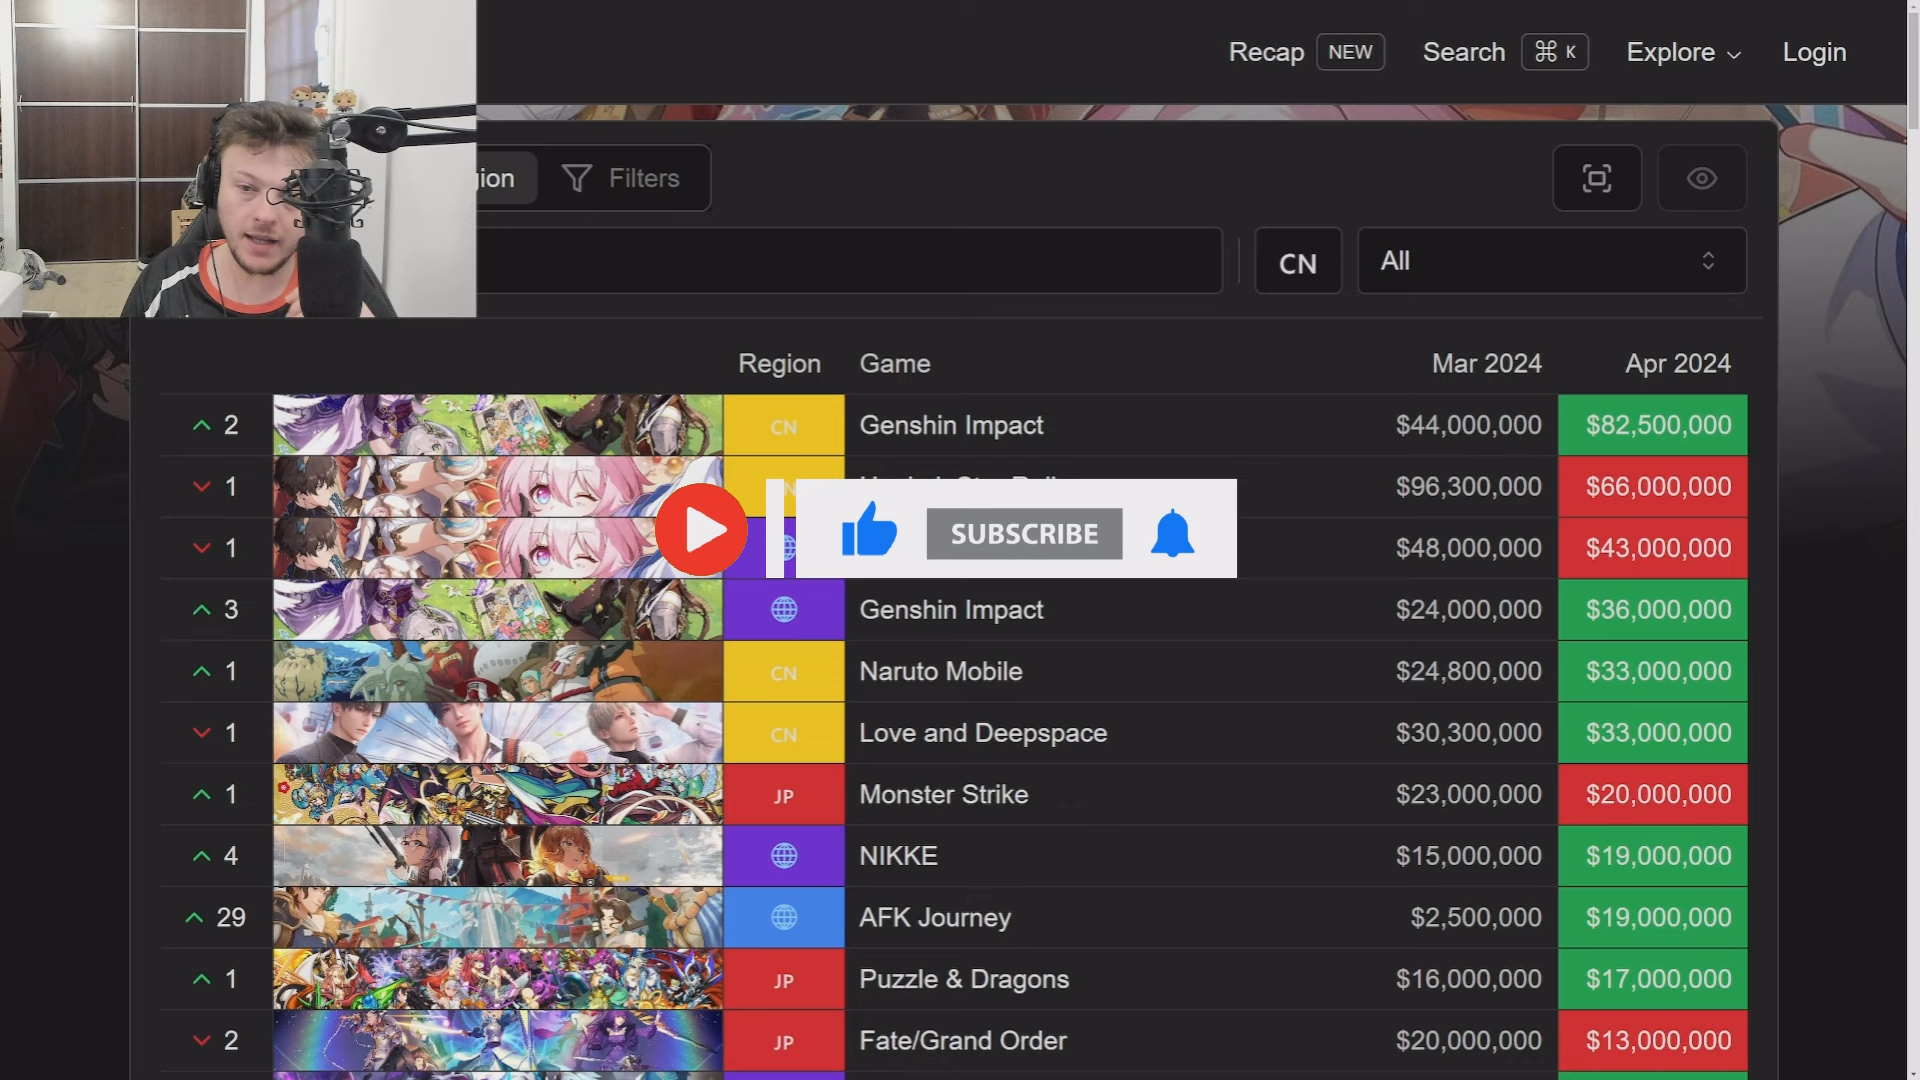 Recap NEW Search ⌘ K Explore Login
ion Filters
CN All
Region Game Mar 2024 Apr 2024
2 CN Genshin Impact $44,000,000 $82,500,000
1 $96,300,000 $66,000,000
1 $48,000,000 $43,000,000
SUBSCRIBE
3 Genshin Impact $24,000,000 $36,000,000
1 CN Naruto Mobile $24,800,000 $33,000,000
1 CN Love and Deepspace $30,300,000 $33,000,000
1 JP Monster Strike $23,000,000 $20,000,000
4 NIKKE $15,000,000 $19,000,000
29 AFK Journey $2,500,000 $19,000,000
1 JP Puzzle & Dragons $16,000,000 $17,000,000
2 JP Fate/Grand Order $20,000,000 $13,000,000